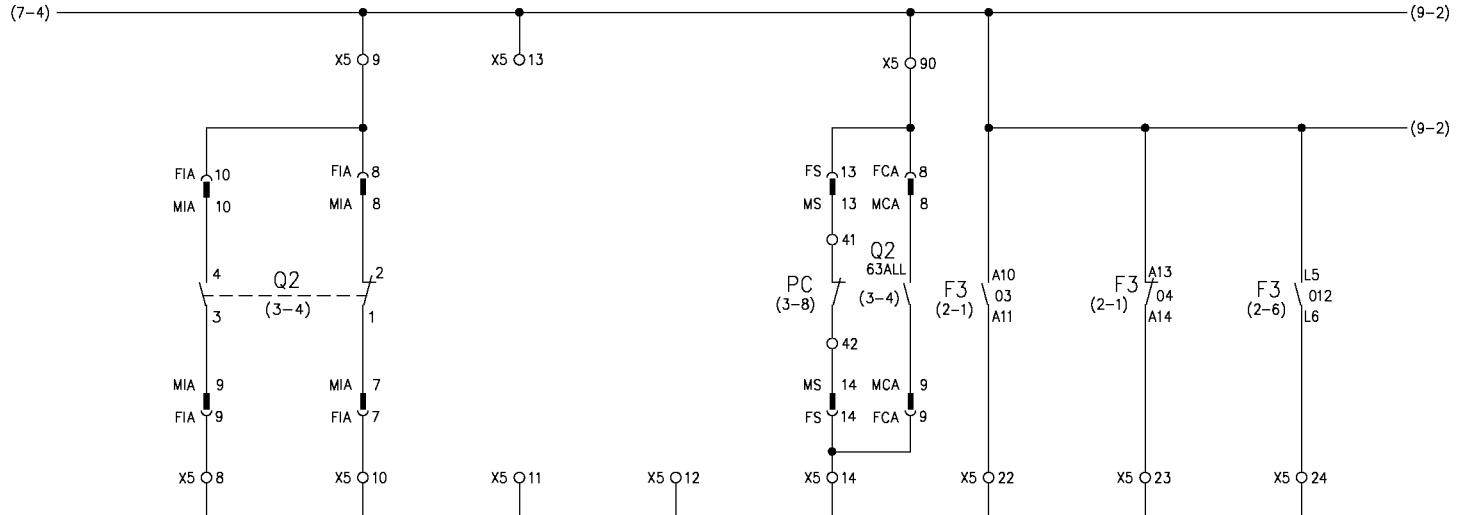 (7-4) (9-2)
X5 9 X5 13 X5 90
(9-2)
FIA 10 FIA 8 FS 13 FCA 8
MIA 10 MIA 8 MS 13 MCA 8
41
Q2
63ALL
4 Q2 2 PC A10 A13 L5
(3-4) (3-8) (3-4) F3 03 F3 04 F3 012
3 1 (2-1) A11 (2-1) A14 (2-6) L6
42
MIA 9 MIA 7 MS 14 MCA 9
FIA 9 FIA 7 FS 14 FCA 9
X5 8 X5 10 X5 11 X5 12 X5 14 X5 22 X5 23 X5 24